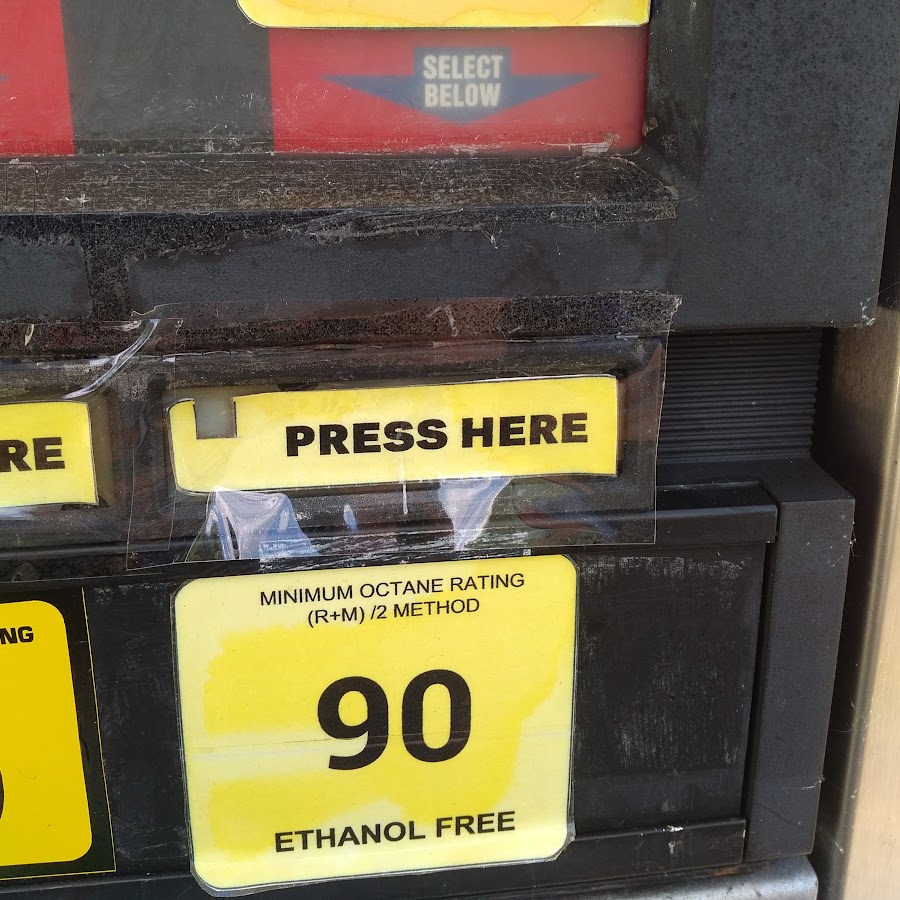 SELECT
BELOW
RE
PRESS HERE
NG
MINIMUM OCTANE RATING
(R+M) /2 METHOD
90
ETHANOL FREE